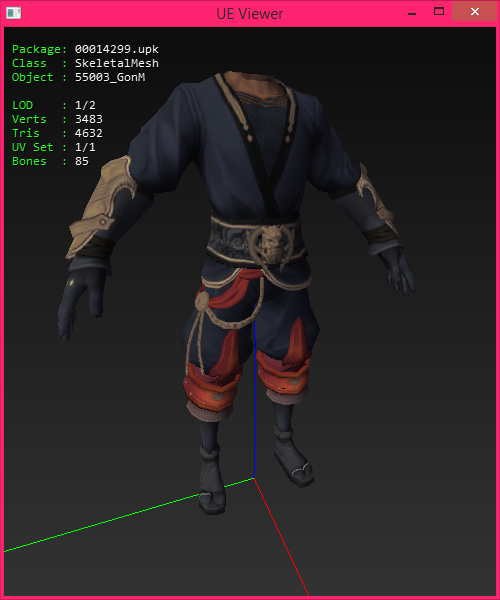 UE Viewer
Package: 00014299.upk
Class  : SkeletalMesh
Object : 55003_GonM
LOD    : 1/2
Verts  : 3483
Tris   : 4632
UV Set : 1/1
Bones  : 85